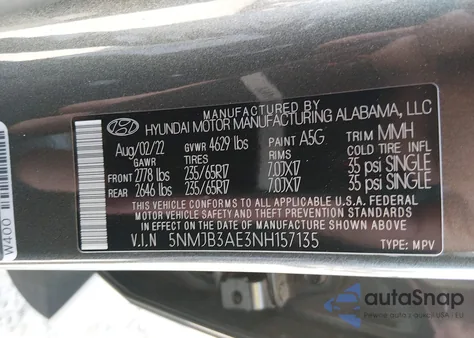 MANUFACTURED BY
HYUNDAI MOTOR MANUFACTURING ALABAMA, LLC
Aug/02/22 GVWR 4629 lbs PAINT A5G TRIM MMH
GAWR TIRES RIMS COLD TIRE INFL
FRONT 2778 lbs 235/65R17 7.0JX17 35 psi SINGLE
REAR 2646 lbs 235/65R17 7.0JX17 35 psi SINGLE
THIS VEHICLE CONFORMS TO ALL APPLICABLE U.S.A. FEDERAL
MOTOR VEHICLE SAFETY AND THEFT PREVENTION STANDARDS
IN EFFECT ON THE DATE OF MANUFACTURE SHOWN ABOVE.
V.I.N 5NMJB3AE3NH157135 TYPE: MPV
W400
autoSnap